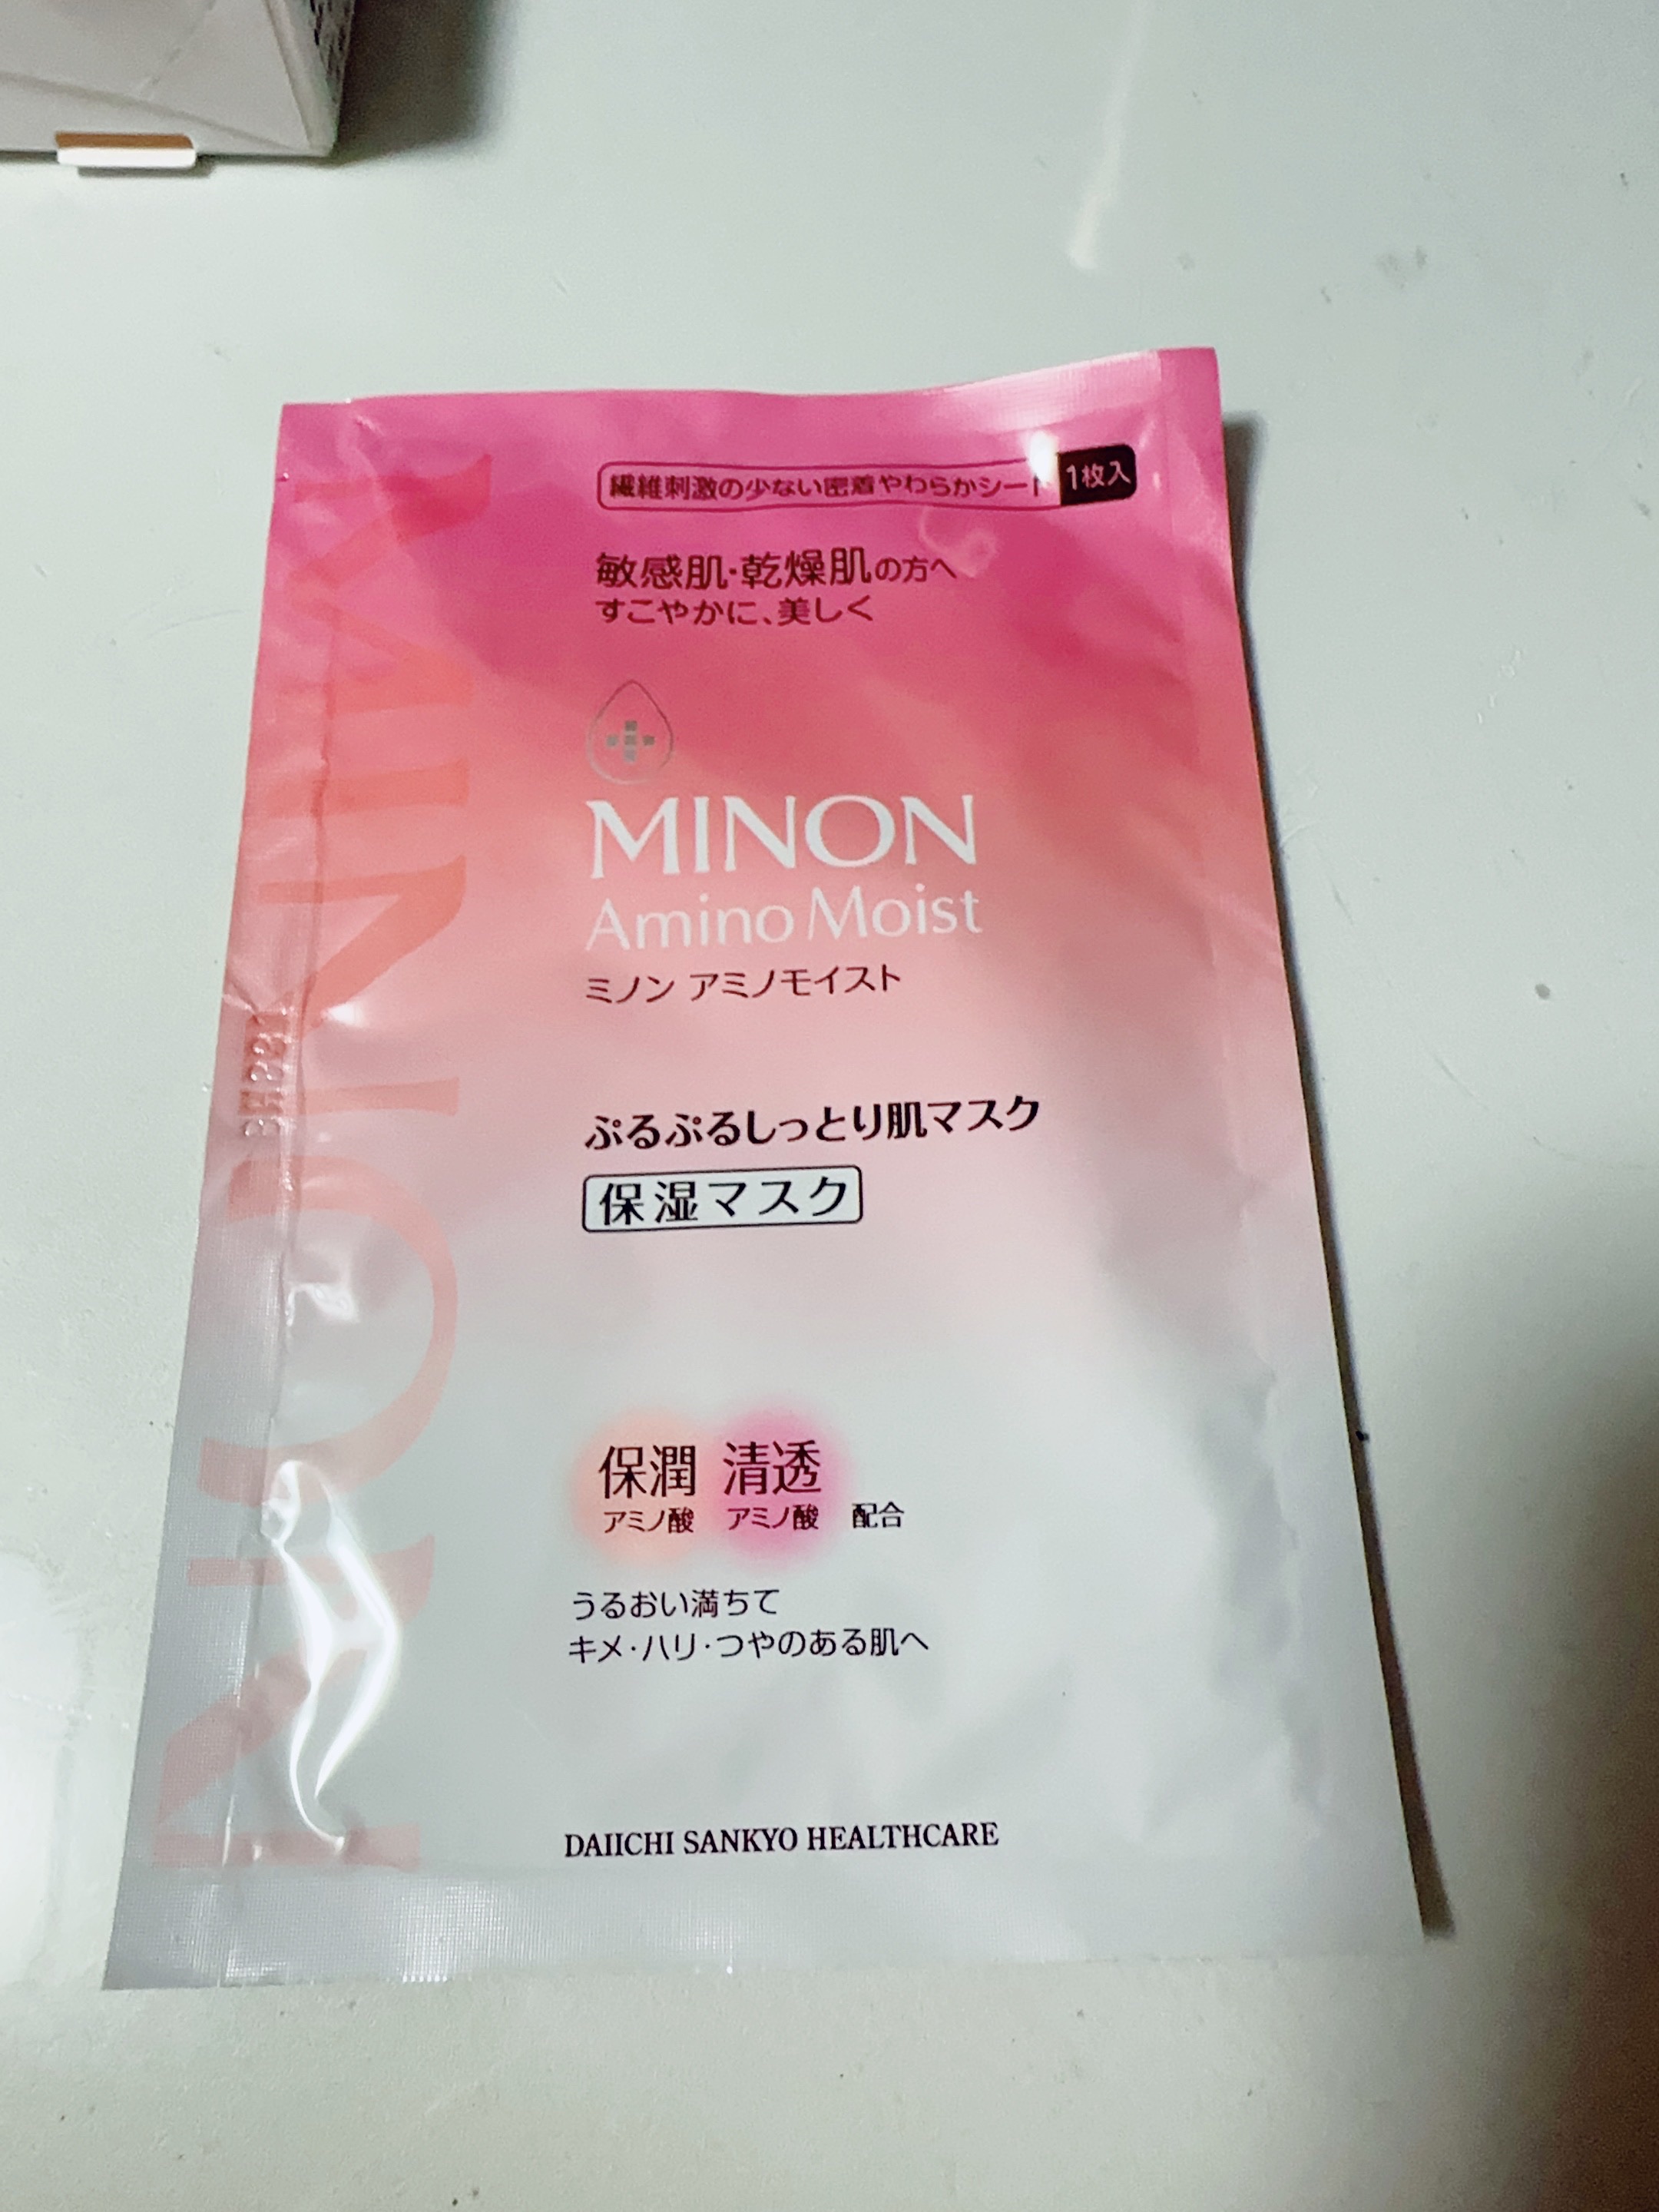 繊維刺激の少ない密着やわらかシート 1枚入
敏感肌・乾燥肌の方へ
すこやかに、美しく
MINON
Amino Moist
ミノン アミノモイスト
ぷるぷるしっとり肌マスク
保湿マスク
保潤 清透
アミノ酸 アミノ酸 配合
うるおい満ちて
キメ・ハリ・つやのある肌へ
DAIICHI SANKYO HEALTHCARE
MINON